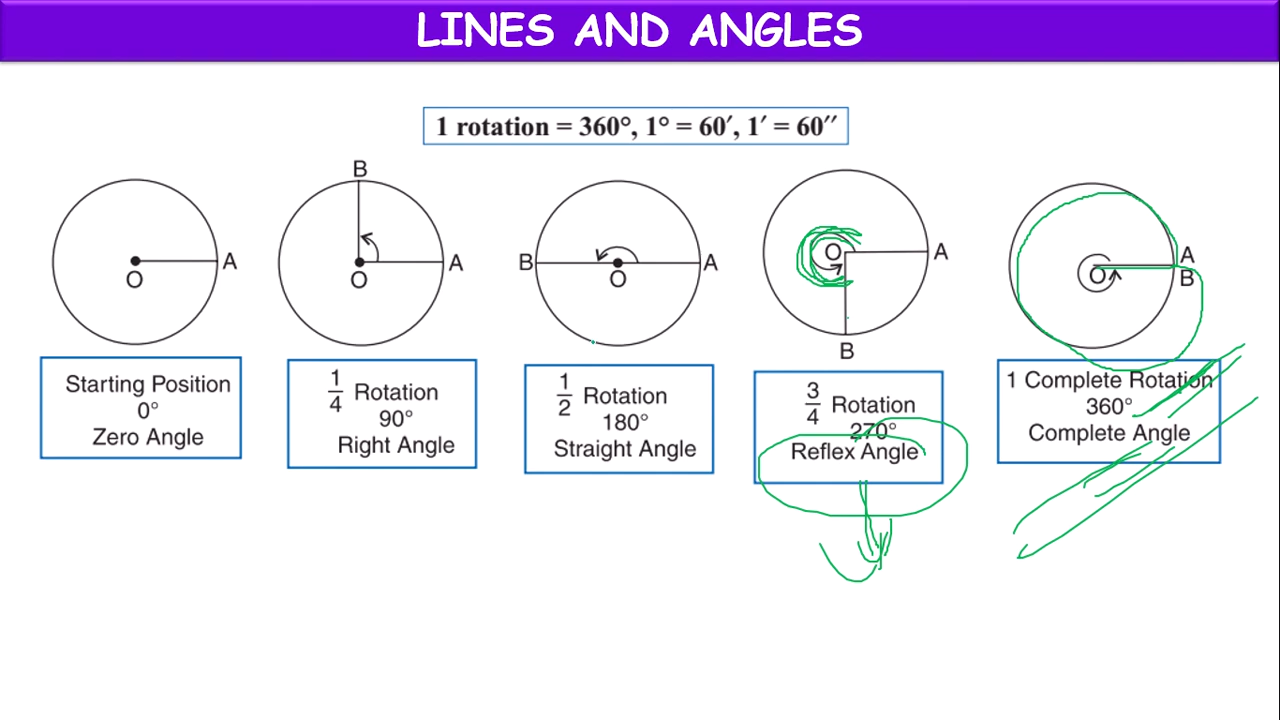 LINES AND ANGLES
1 rotation = 360°, 1° = 60′, 1′ = 60′′
O A
B
O A
B O A
O A
B
O A
B
Starting Position
0°
Zero Angle
1/4 Rotation
90°
Right Angle
1/2 Rotation
180°
Straight Angle
3/4 Rotation
270°
Reflex Angle
1 Complete Rotation
360°
Complete Angle